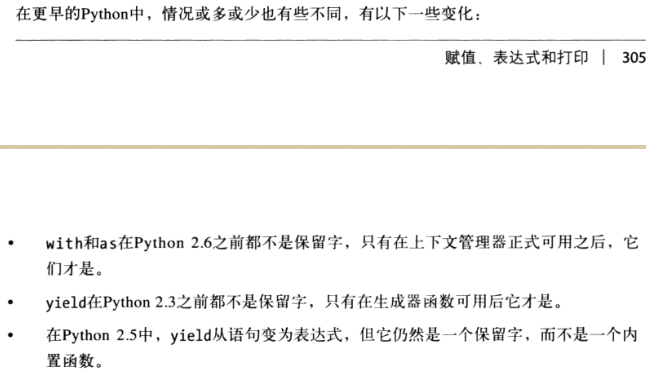 在更早的Python中，情况或多或少也有些不同，有以下一些变化：
赋值、表达式和打印 | 305
• with和as在Python 2.6之前都不是保留字，只有在上下文管理器正式可用之后，它
们才是。
• yield在Python 2.3之前都不是保留字，只有在生成器函数可用后它才是。
• 在Python 2.5中，yield从语句变为表达式，但它仍然是一个保留字，而不是一个内
置函数。